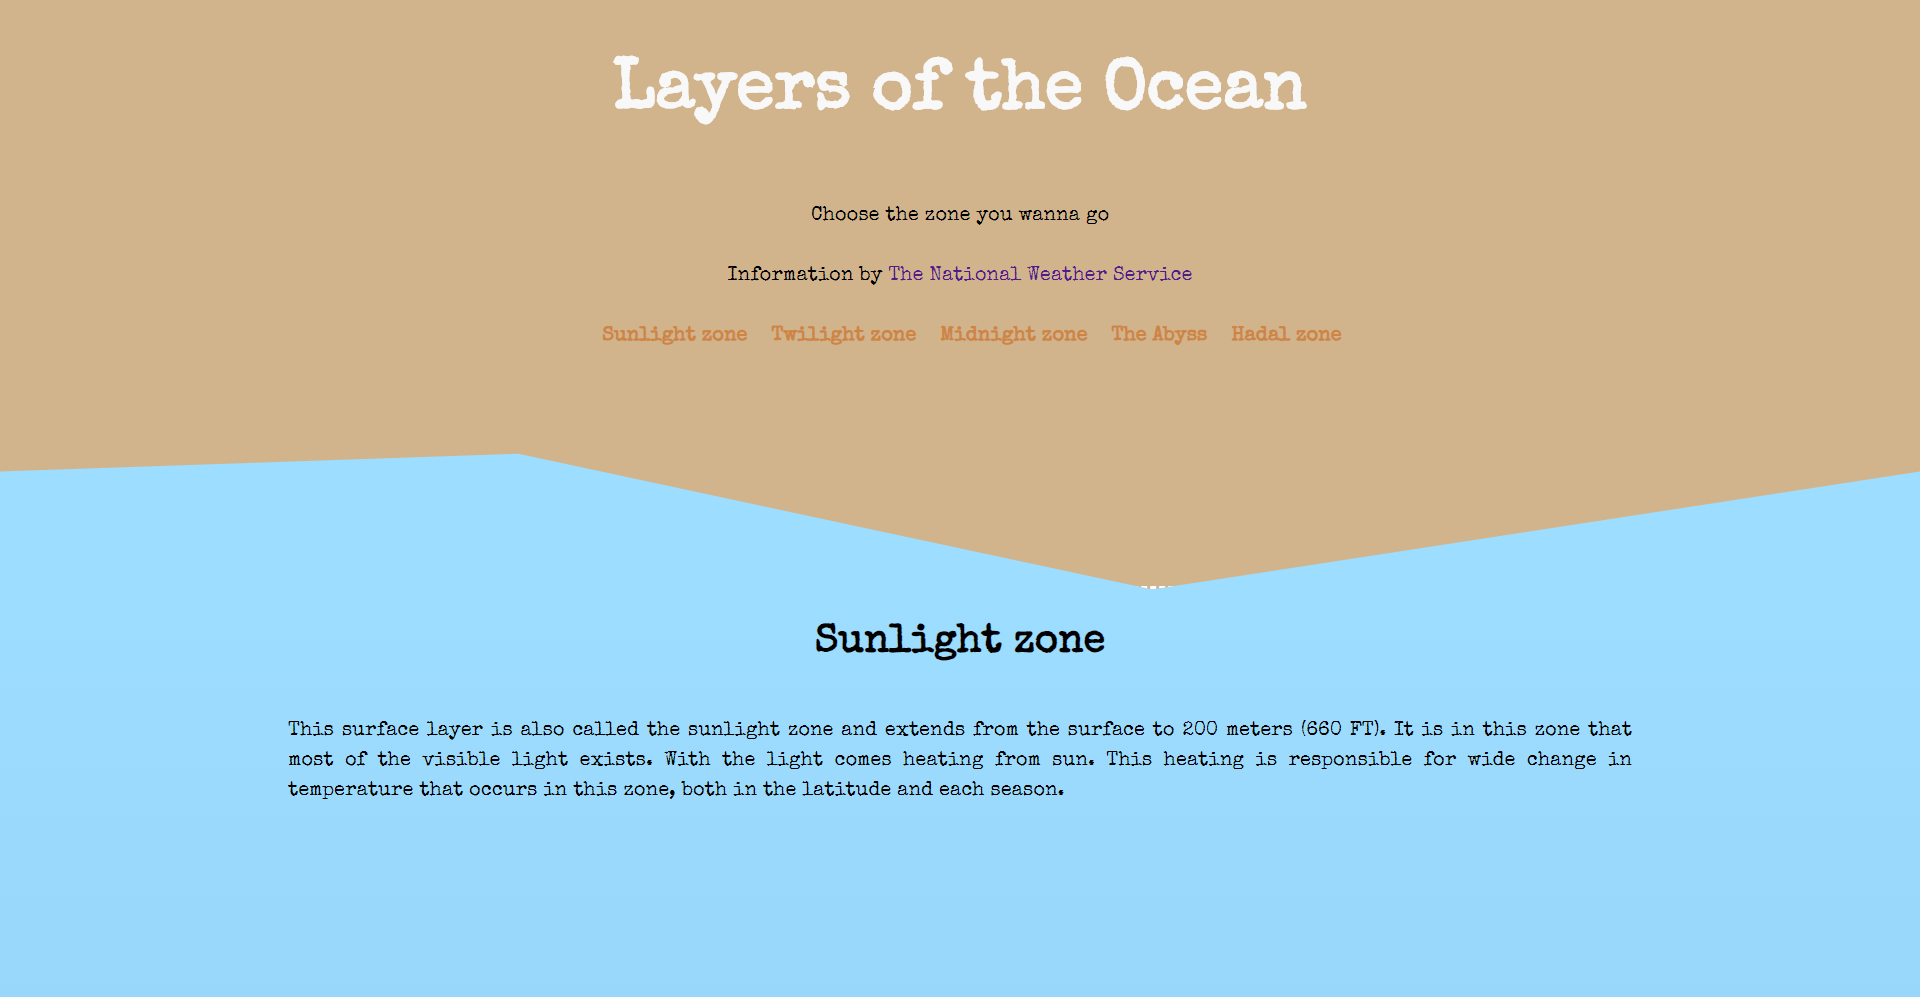 Layers of the Ocean
Choose the zone you wanna go
Information by The National Weather Service
Sunlight zone Twilight zone Midnight zone The Abyss Hadal zone
Sunlight zone
This surface layer is also called the sunlight zone and extends from the surface to 200 meters (660 FT). It is in this zone that
most of the visible light exists. With the light comes heating from sun. This heating is responsible for wide change in
temperature that occurs in this zone, both in the latitude and each season.